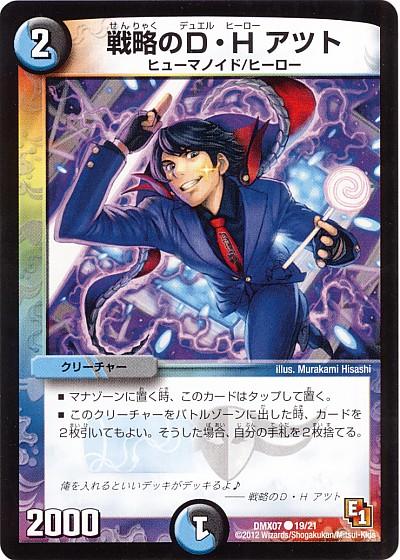 2
せんりゃく デュエル ヒーロー
戦略のD・H アツト
ヒューマノイド/ヒーロー
クリーチャー
illus. Murakami Hisashi
■ マナゾーンに置く時、このカードはタップして置く。
■ このクリーチャーをバトルゾーンに出した時、カードを
2枚引いてもよい。そうした場合、自分の手札を2枚捨てる。
俺を入れるといいデッキができるよ♪
—— 戦略のD・H アツト
E1
2000
1
DMX07 ● 19/21
©2012 Wizards/Shogakukan/Mitsui-Kids